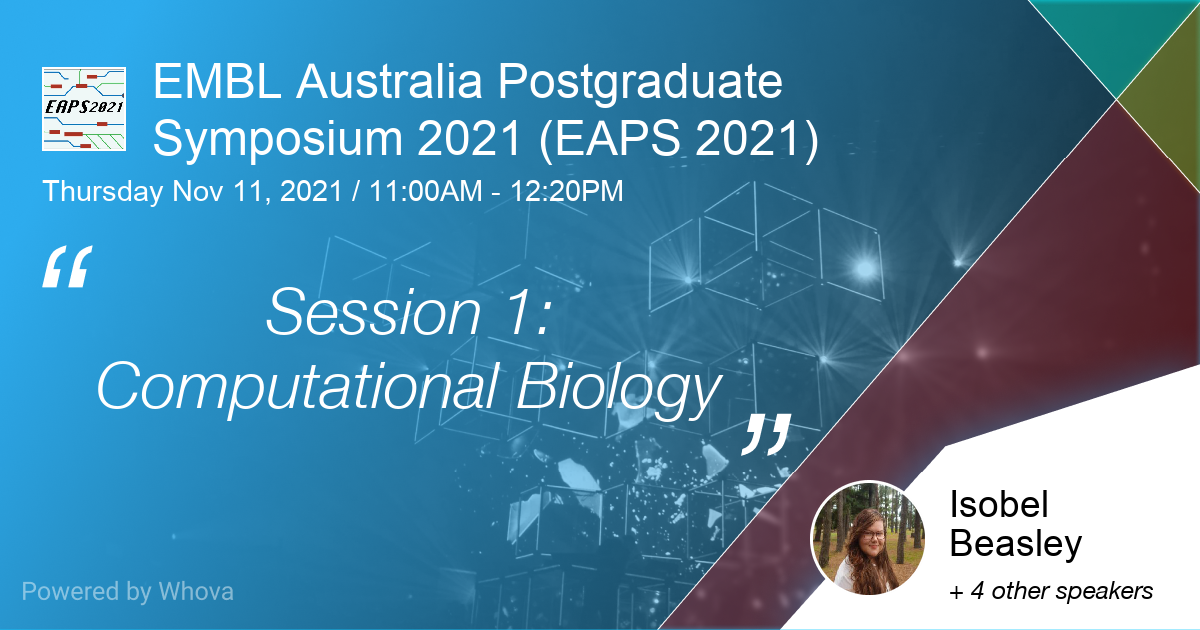 EAPS2021
EMBL Australia Postgraduate
Symposium 2021 (EAPS 2021)
Thursday Nov 11, 2021 / 11:00AM - 12:20PM
“
Session 1:
Computational Biology
”
Isobel
Beasley
+ 4 other speakers
Powered by Whova